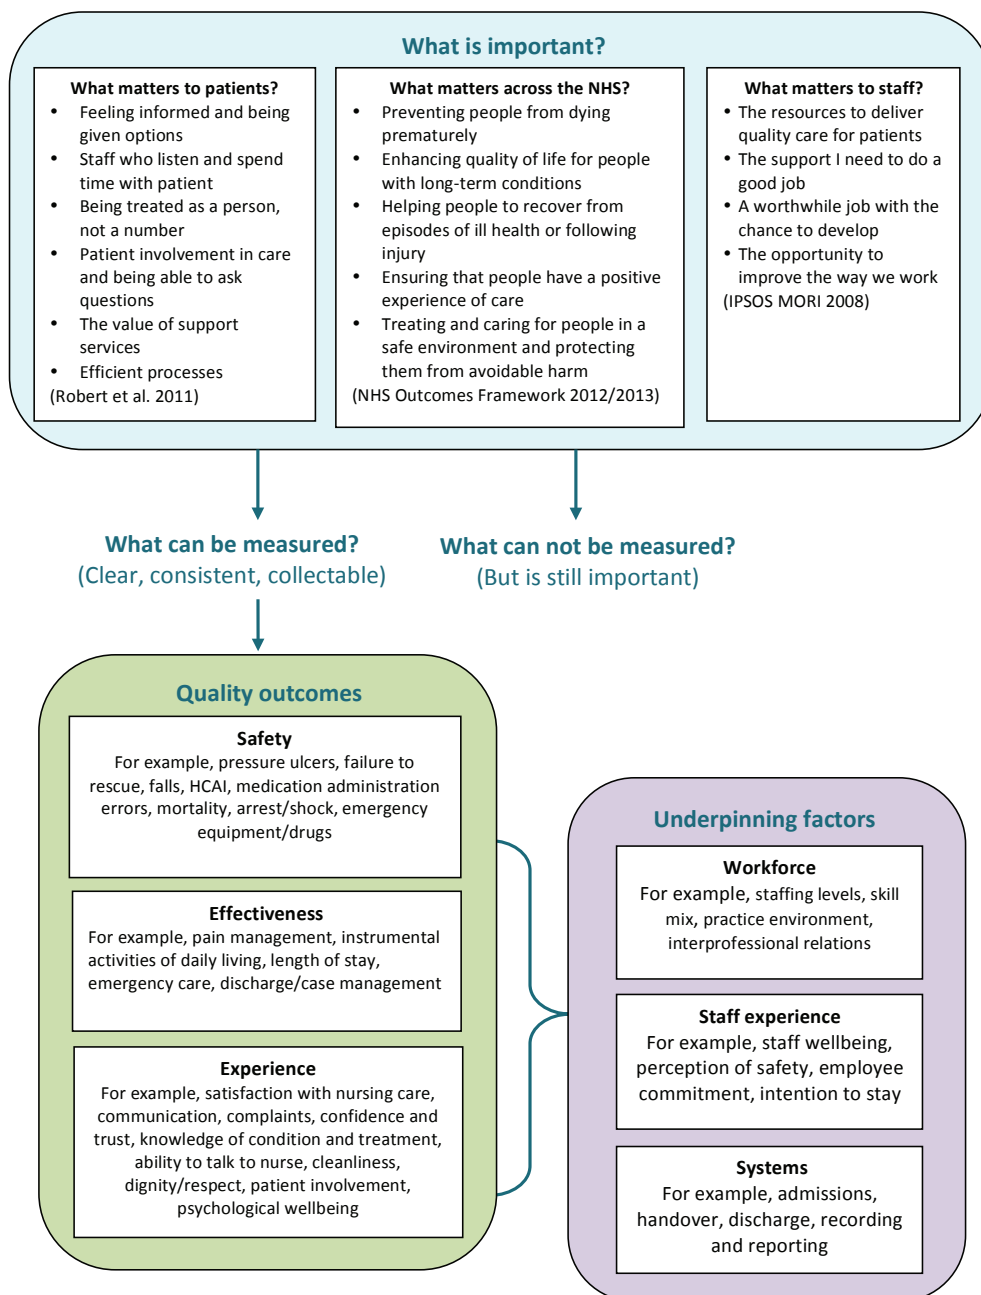 What is important?
What matters to patients?
• Feeling informed and being
given options
• Staff who listen and spend
time with patient
• Being treated as a person,
not a number
• Patient involvement in care
and being able to ask
questions
• The value of support
services
• Efficient processes
(Robert et al. 2011)
What matters across the NHS?
• Preventing people from dying
prematurely
• Enhancing quality of life for people
with long-term conditions
• Helping people to recover from
episodes of ill health or following
injury
• Ensuring that people have a positive
experience of care
• Treating and caring for people in a
safe environment and protecting
them from avoidable harm
(NHS Outcomes Framework 2012/2013)
What matters to staff?
• The resources to deliver
quality care for patients
• The support I need to do a
good job
• A worthwhile job with the
chance to develop
• The opportunity to
improve the way we work
(IPSOS MORI 2008)
What can be measured?
(Clear, consistent, collectable)
What can not be measured?
(But is still important)
Quality outcomes
Safety
For example, pressure ulcers, failure to
rescue, falls, HCAI, medication administration
errors, mortality, arrest/shock, emergency
equipment/drugs
Effectiveness
For example, pain management, instrumental
activities of daily living, length of stay,
emergency care, discharge/case management
Experience
For example, satisfaction with nursing care,
communication, complaints, confidence and
trust, knowledge of condition and treatment,
ability to talk to nurse, cleanliness,
dignity/respect, patient involvement,
psychological wellbeing
Underpinning factors
Workforce
For example, staffing levels, skill
mix, practice environment,
interprofessional relations
Staff experience
For example, staff wellbeing,
perception of safety, employee
commitment, intention to stay
Systems
For example, admissions,
handover, discharge, recording
and reporting